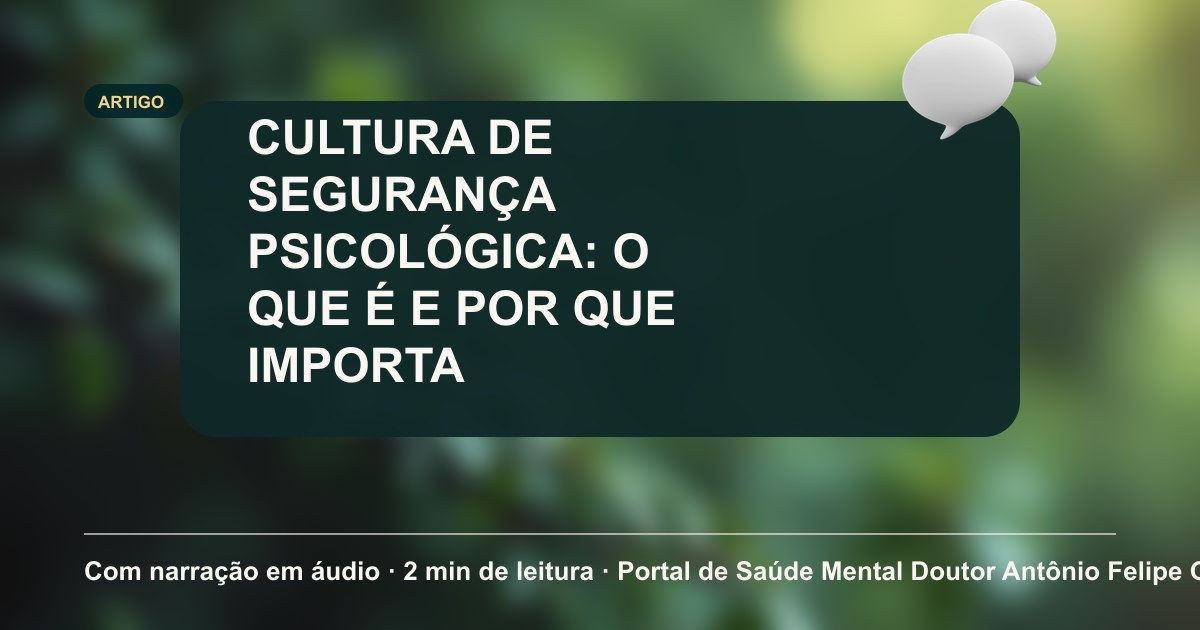 ARTIGO
CULTURA DE
SEGURANÇA
PSICOLÓGICA: O
QUE É E POR QUE
IMPORTA
Com narração em áudio · 2 min de leitura · Portal de Saúde Mental Doutor Antônio Felipe